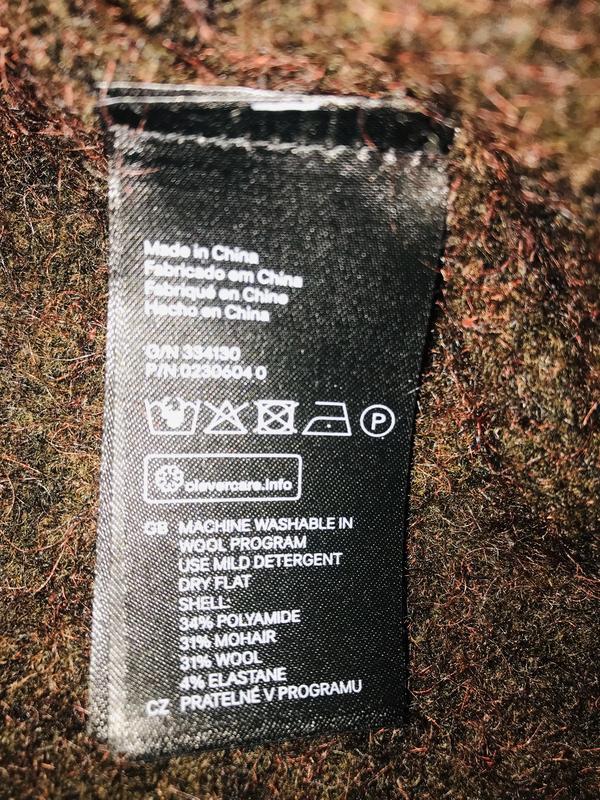 Made in China
Fabricado em China
Fabriqué en Chine
Hecho en China
O/N 334130
P/N 0230604 0
P
clevercare.info
GB MACHINE WASHABLE IN
WOOL PROGRAM
USE MILD DETERGENT
DRY FLAT
SHELL:
34% POLYAMIDE
31% MOHAIR
31% WOOL
4% ELASTANE
CZ PRATELNÉ V PROGRAMU